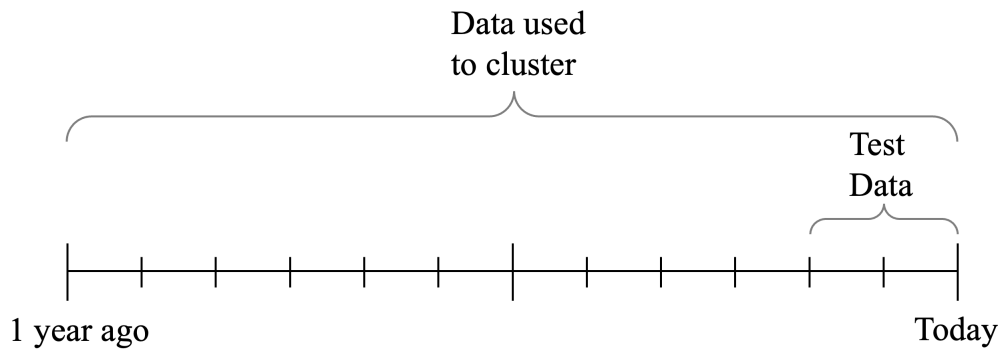 Data used
to cluster
Test
Data
1 year ago
Today